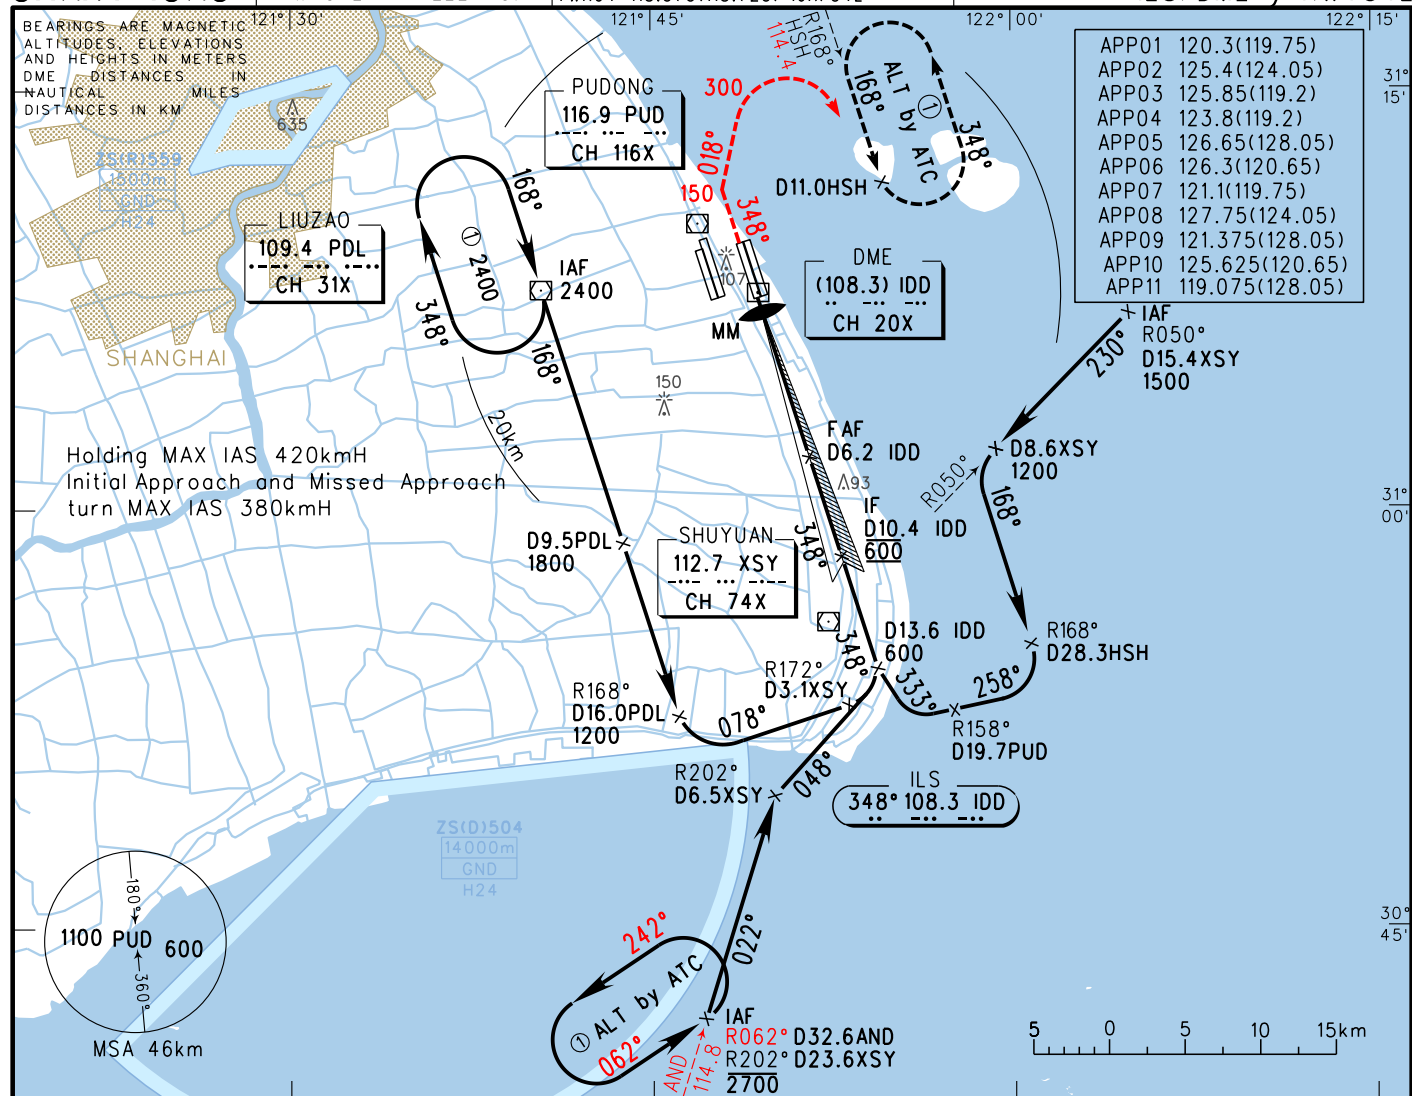 121°30'
121°45'
122°00'
122°15'
BEARINGS ARE MAGNETIC
ALTITUDES, ELEVATIONS
AND HEIGHTS IN METERS
DME DISTANCES IN
NAUTICAL MILES
DISTANCES IN KM
635
ZS(R)559
1500m
GND
H24
SHANGHAI
PUDONG
116.9 PUD
CH 116X
LIUZAO
109.4 PDL
CH 31X
R168°
HSH
114.4
300
018°
150
348°
168°
ALT by ATC
①
348°
D11.0HSH
APP01 120.3(119.75)
APP02 125.4(124.05)
APP03 125.85(119.2)
APP04 123.8(119.2)
APP05 126.65(128.05)
APP06 126.3(120.65)
APP07 121.1(119.75)
APP08 127.75(124.05)
APP09 121.375(128.05)
APP10 125.625(120.65)
APP11 119.075(128.05)
31°
15'
168°
① 2400
348°
IAF
2400
168°
107
MM
DME
(108.3) IDD
CH 20X
IAF
R050°
D15.4XSY
1500
230°
150
20km
Holding MAX IAS 420kmH
Initial Approach and Missed Approach
turn MAX IAS 380kmH
FAF
D6.2 IDD
93
IF
D10.4 IDD
600
348°
D8.6XSY
1200
R050°
168°
31°
00'
D9.5PDL
1800
SHUYUAN
112.7 XSY
CH 74X
348°
D13.6 IDD
600
R168°
D28.3HSH
R172°
D3.1XSY
333°
258°
R168°
D16.0PDL
1200
078°
R158°
D19.7PUD
R202°
D6.5XSY
048°
ILS
348° 108.3 IDD
ZS(D)504
14000m
GND
H24
180°
1100 PUD 600
360°
MSA 46km
242°
① ALT by ATC
062°
022°
IAF
R062° D32.6AND
R202° D23.6XSY
2700
AND
114.8
30°
45'
5 0 5 10 15km